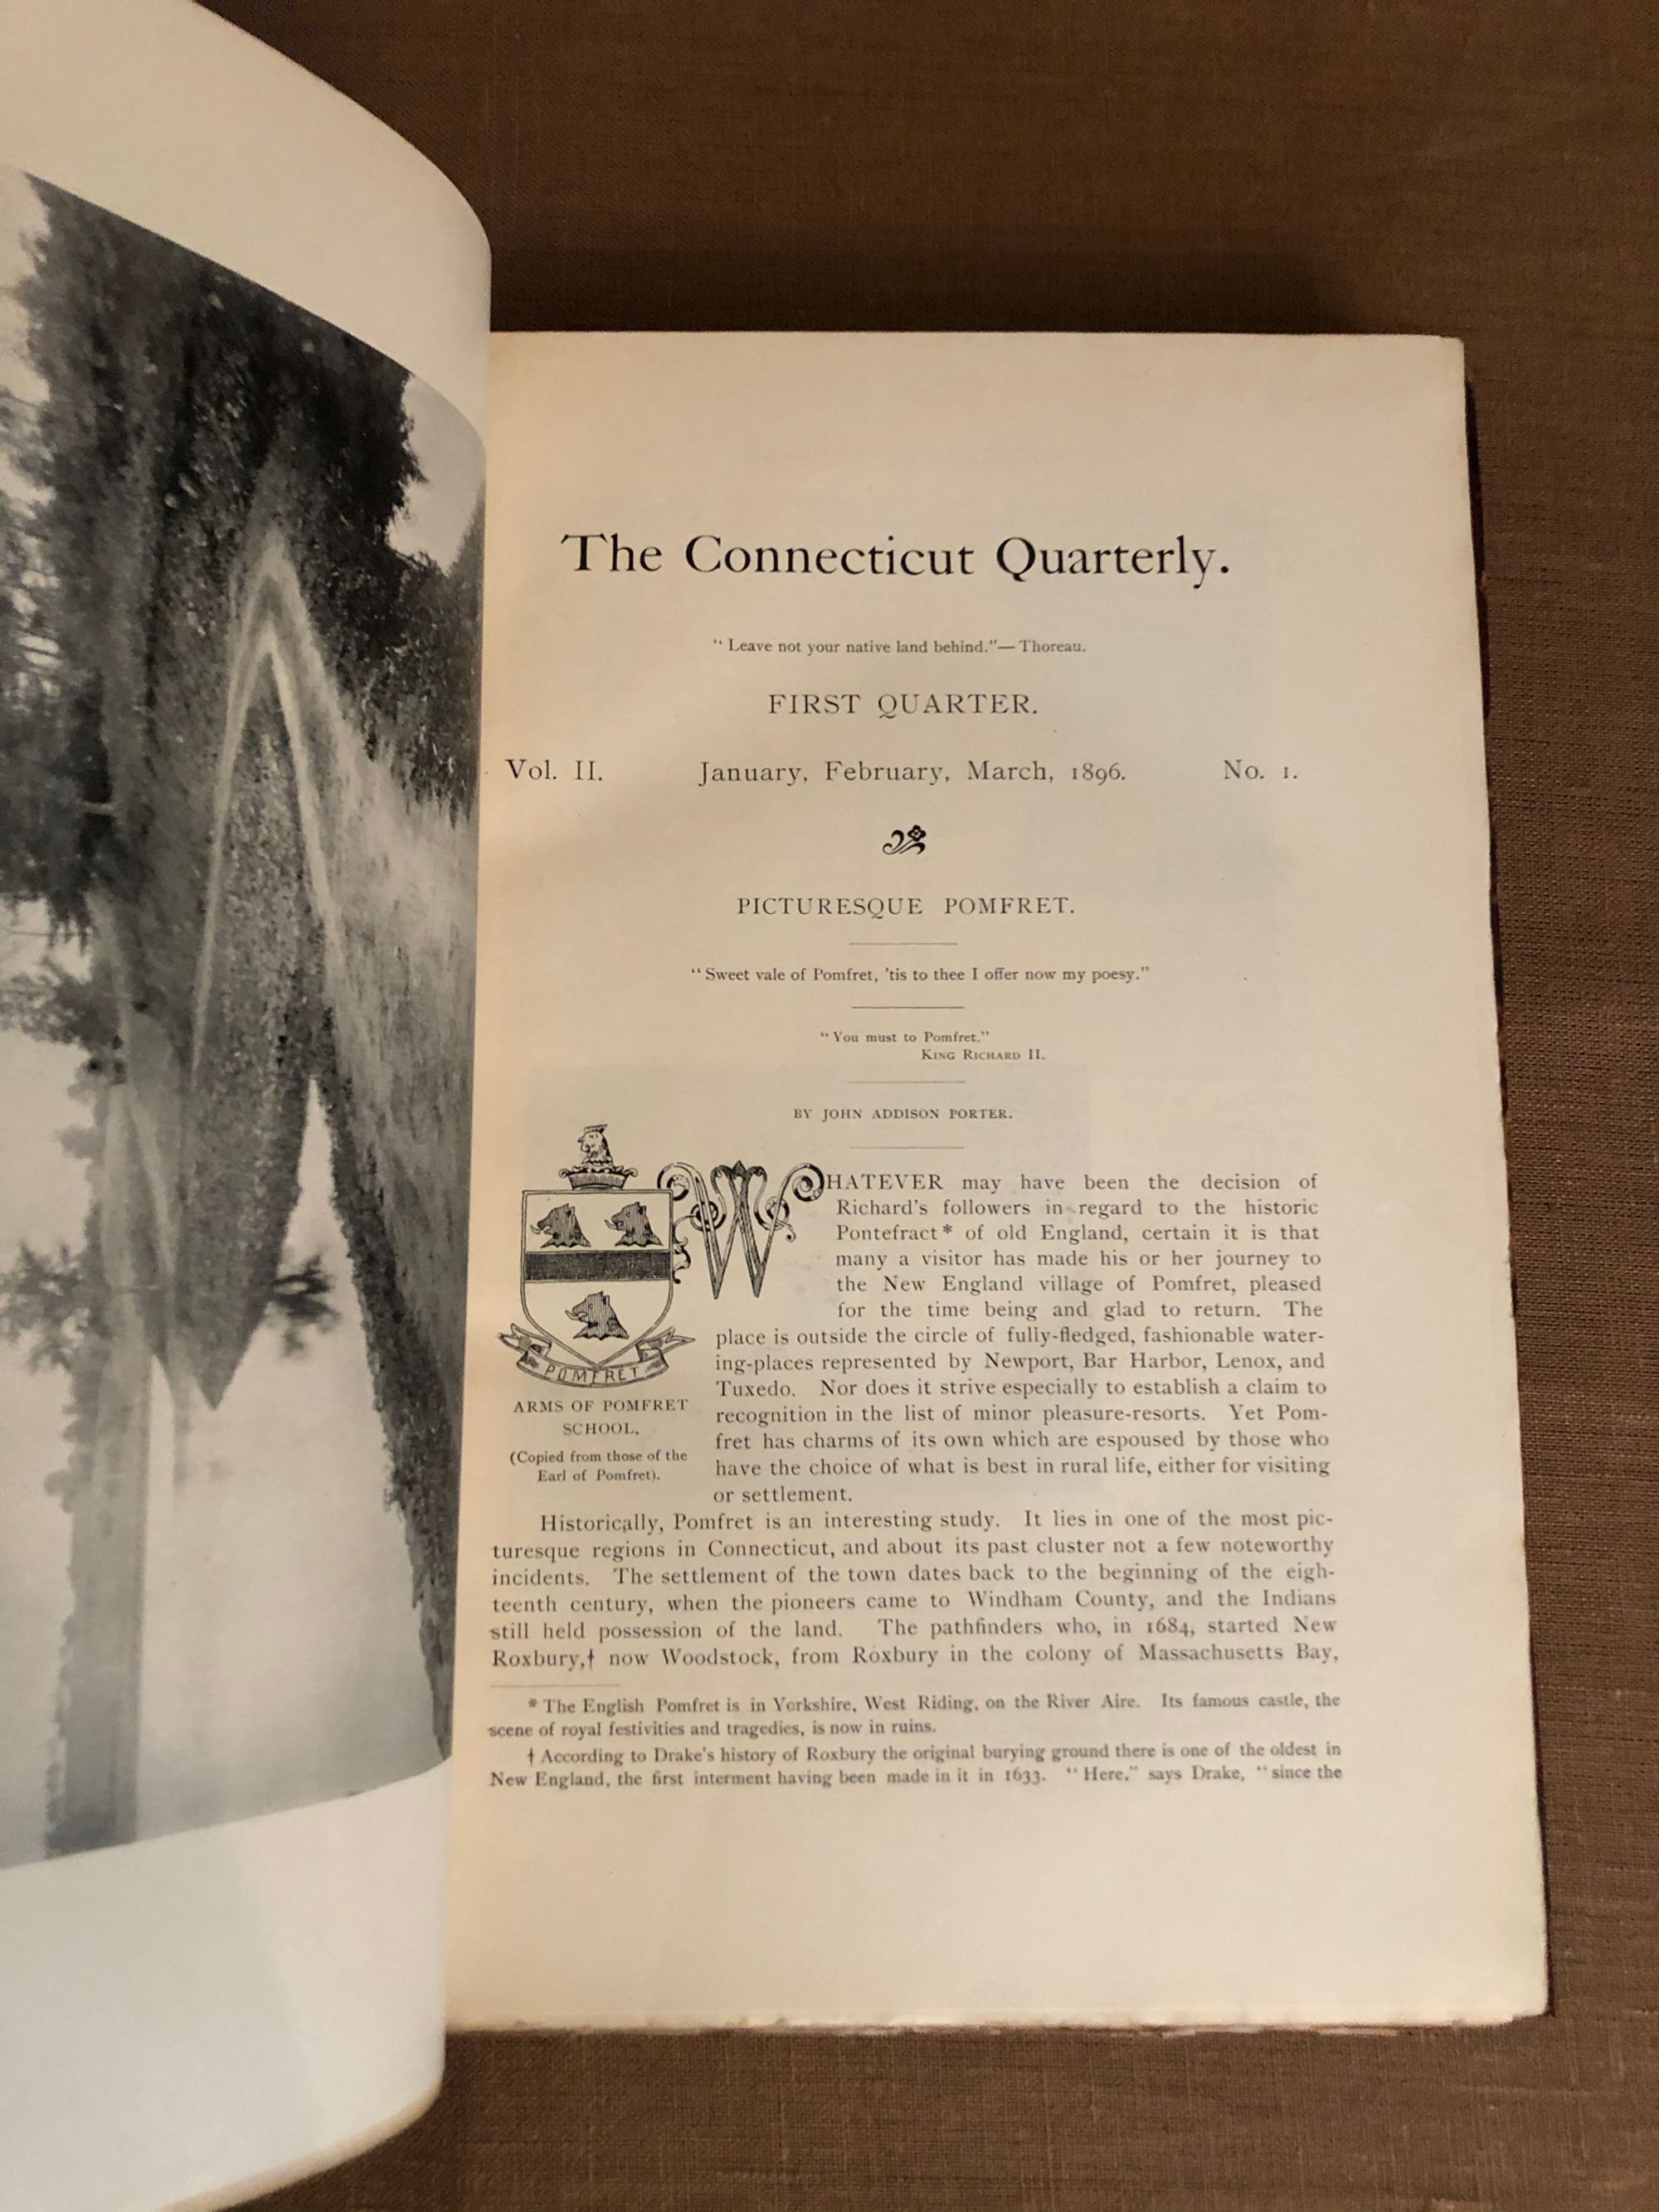 The Connecticut Quarterly.
“Leave not your native land behind.”— Thoreau.
FIRST QUARTER.
Vol. II. January, February, March, 1896. No. 1.
PICTURESQUE POMFRET.
“Sweet vale of Pomfret, 'tis to thee I offer now my poesy.”
“You must to Pomfret.”
KING RICHARD II.
BY JOHN ADDISON PORTER.
POMFRET
ARMS OF POMFRET
SCHOOL.
(Copied from those of the
Earl of Pomfret).
WHATEVER may have been the decision of
Richard's followers in regard to the historic
Pontefract* of old England, certain it is that
many a visitor has made his or her journey to
the New England village of Pomfret, pleased
for the time being and glad to return. The
place is outside the circle of fully-fledged, fashionable water-
ing-places represented by Newport, Bar Harbor, Lenox, and
Tuxedo. Nor does it strive especially to establish a claim to
recognition in the list of minor pleasure-resorts. Yet Pom-
fret has charms of its own which are espoused by those who
have the choice of what is best in rural life, either for visiting
or settlement.
Historically, Pomfret is an interesting study. It lies in one of the most pic-
turesque regions in Connecticut, and about its past cluster not a few noteworthy
incidents. The settlement of the town dates back to the beginning of the eigh-
teenth century, when the pioneers came to Windham County, and the Indians
still held possession of the land. The pathfinders who, in 1684, started New
Roxbury,† now Woodstock, from Roxbury in the colony of Massachusetts Bay,
* The English Pomfret is in Yorkshire, West Riding, on the River Aire. Its famous castle, the
scene of royal festivities and tragedies, is now in ruins.
† According to Drake's history of Roxbury the original burying ground there is one of the oldest in
New England, the first interment having been made in it in 1633. “Here,” says Drake, “since the